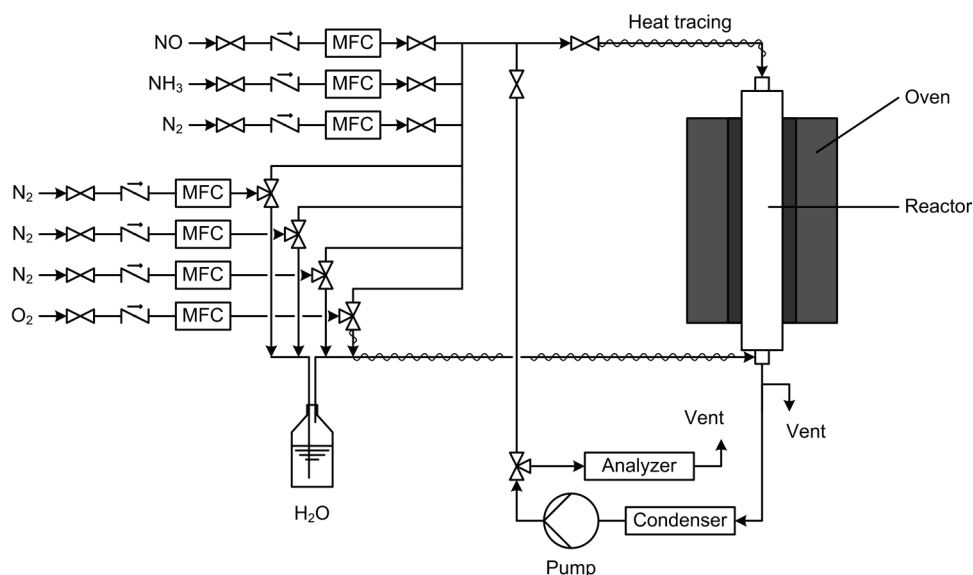 Heat tracing
NO MFC
NH₃ MFC
Oven
N₂ MFC
N₂ MFC
Reactor
N₂ MFC
N₂ MFC
O₂ MFC
Vent
Vent
Analyzer
H₂O
Condenser
Pump